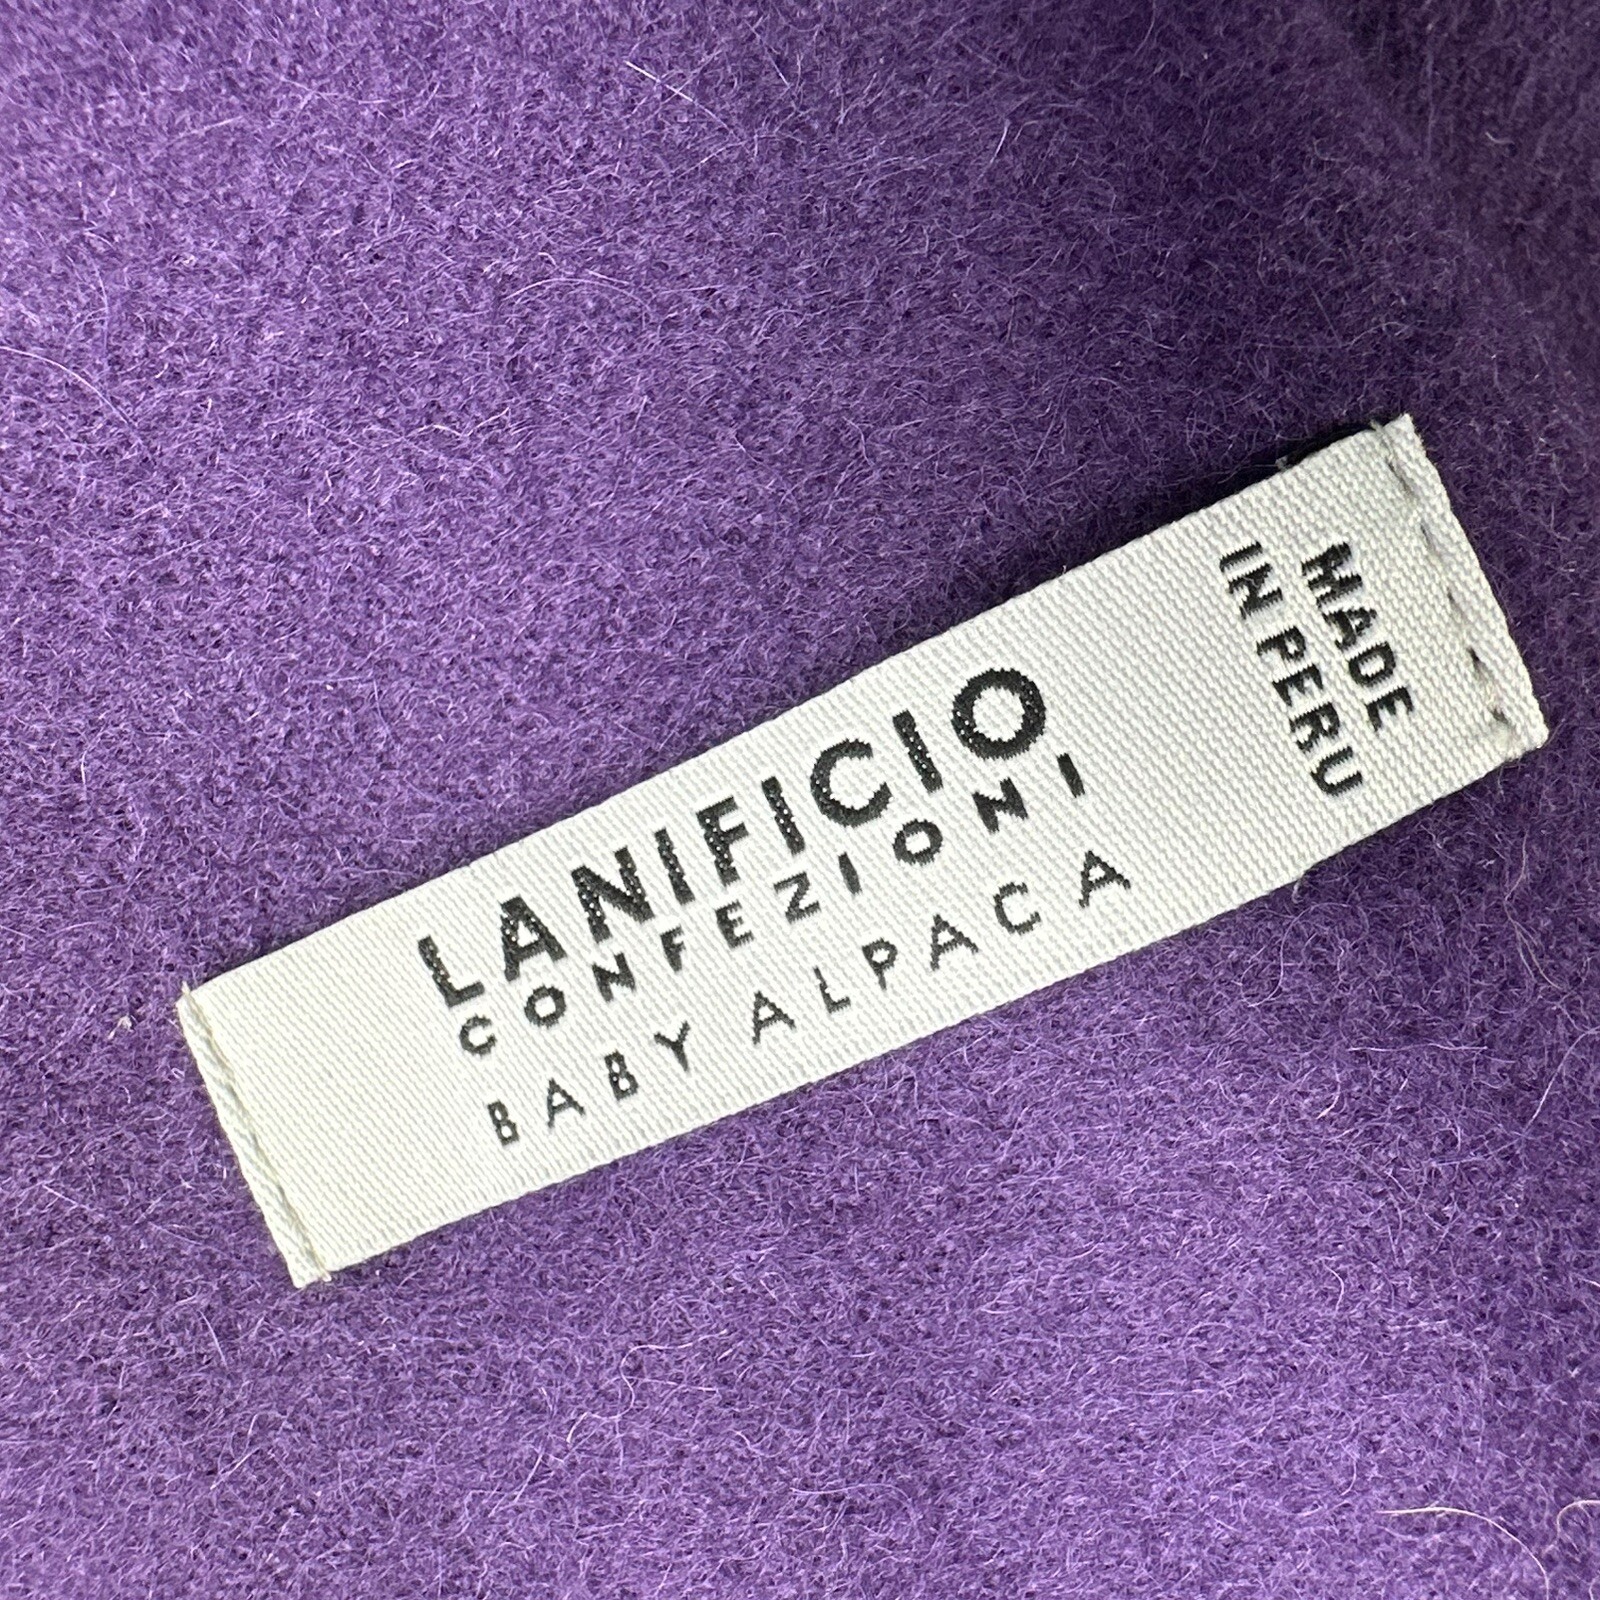 LANIFICIO
CONFEZIONI
BABY ALPACA
MADE
IN PERU